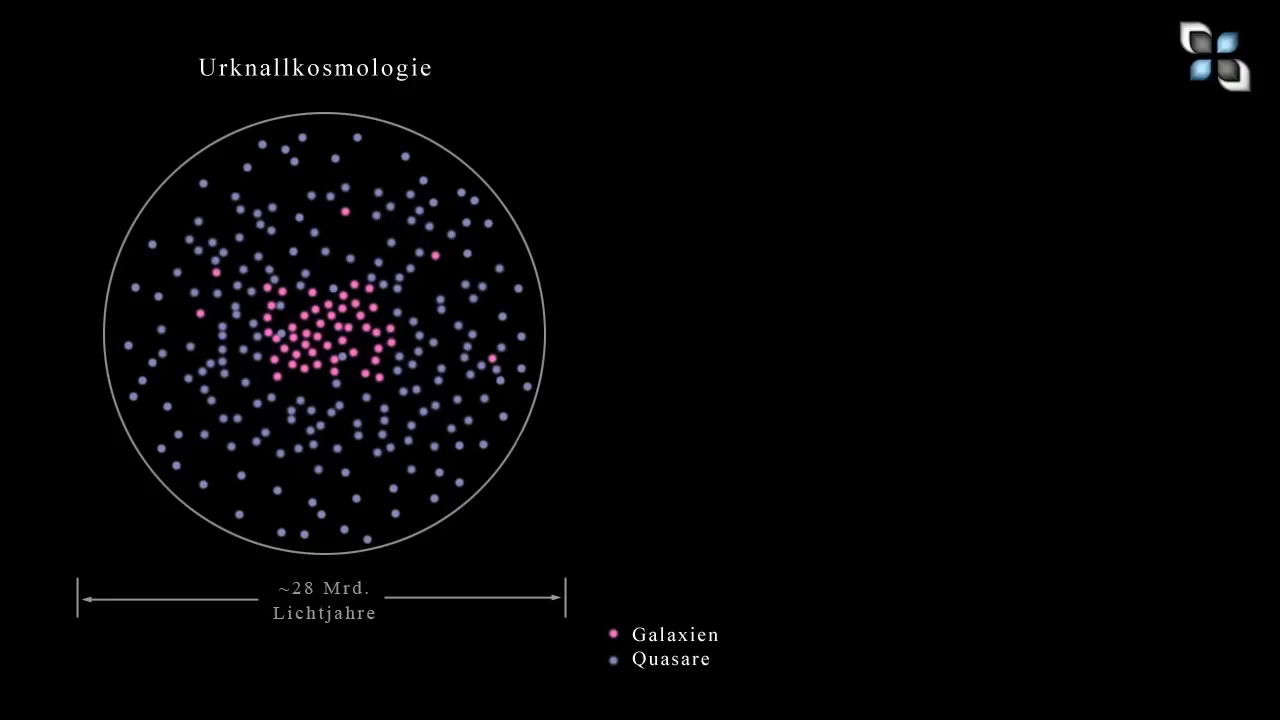 Urknallkosmologie
~28 Mrd.
Lichtjahre
Galaxien
Quasare